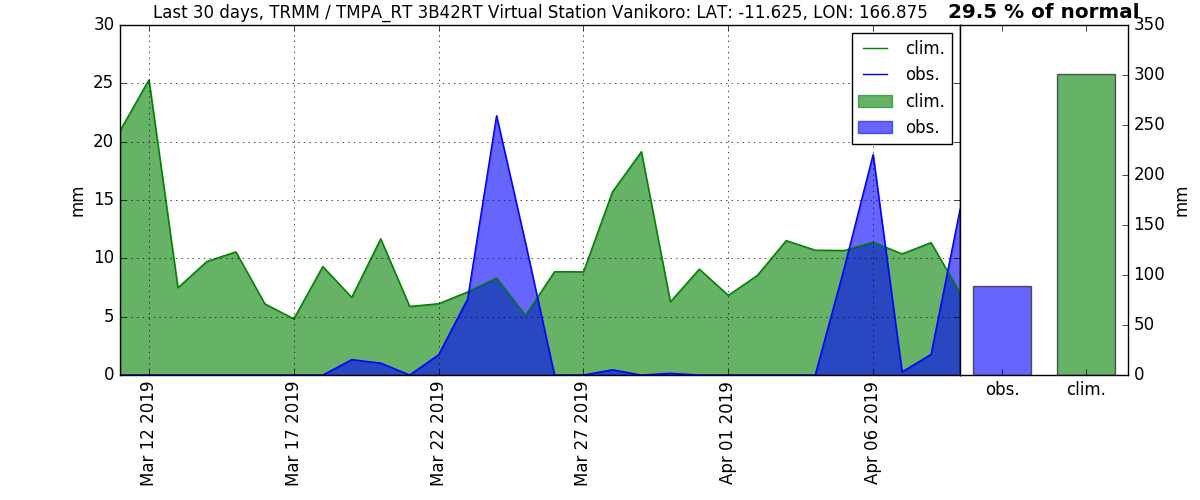 Last 30 days, TRMM / TMPA_RT 3B42RT Virtual Station Vanikoro: LAT: -11.625, LON: 166.875
29.5 % of normal
30
25
20
15
10
5
0
mm
clim.
obs.
clim.
obs.
Mar 12 2019
Mar 17 2019
Mar 22 2019
Mar 27 2019
Apr 01 2019
Apr 06 2019
350
300
250
200
150
100
50
0
mm
obs.
clim.